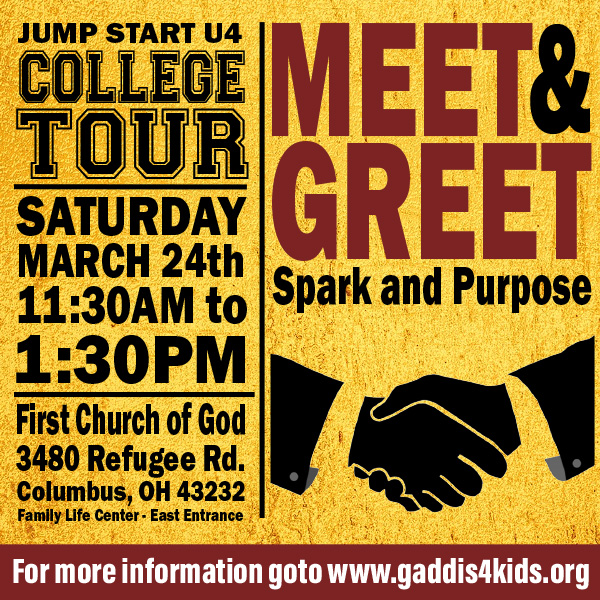 JUMP START U4
COLLEGE
TOUR
SATURDAY
MARCH 24th
11:30AM to
1:30PM
First Church of God
3480 Refugee Rd.
Columbus, OH 43232
Family Life Center - East Entrance
MEET&
GREET
Spark and Purpose
For more information goto www.gaddis4kids.org